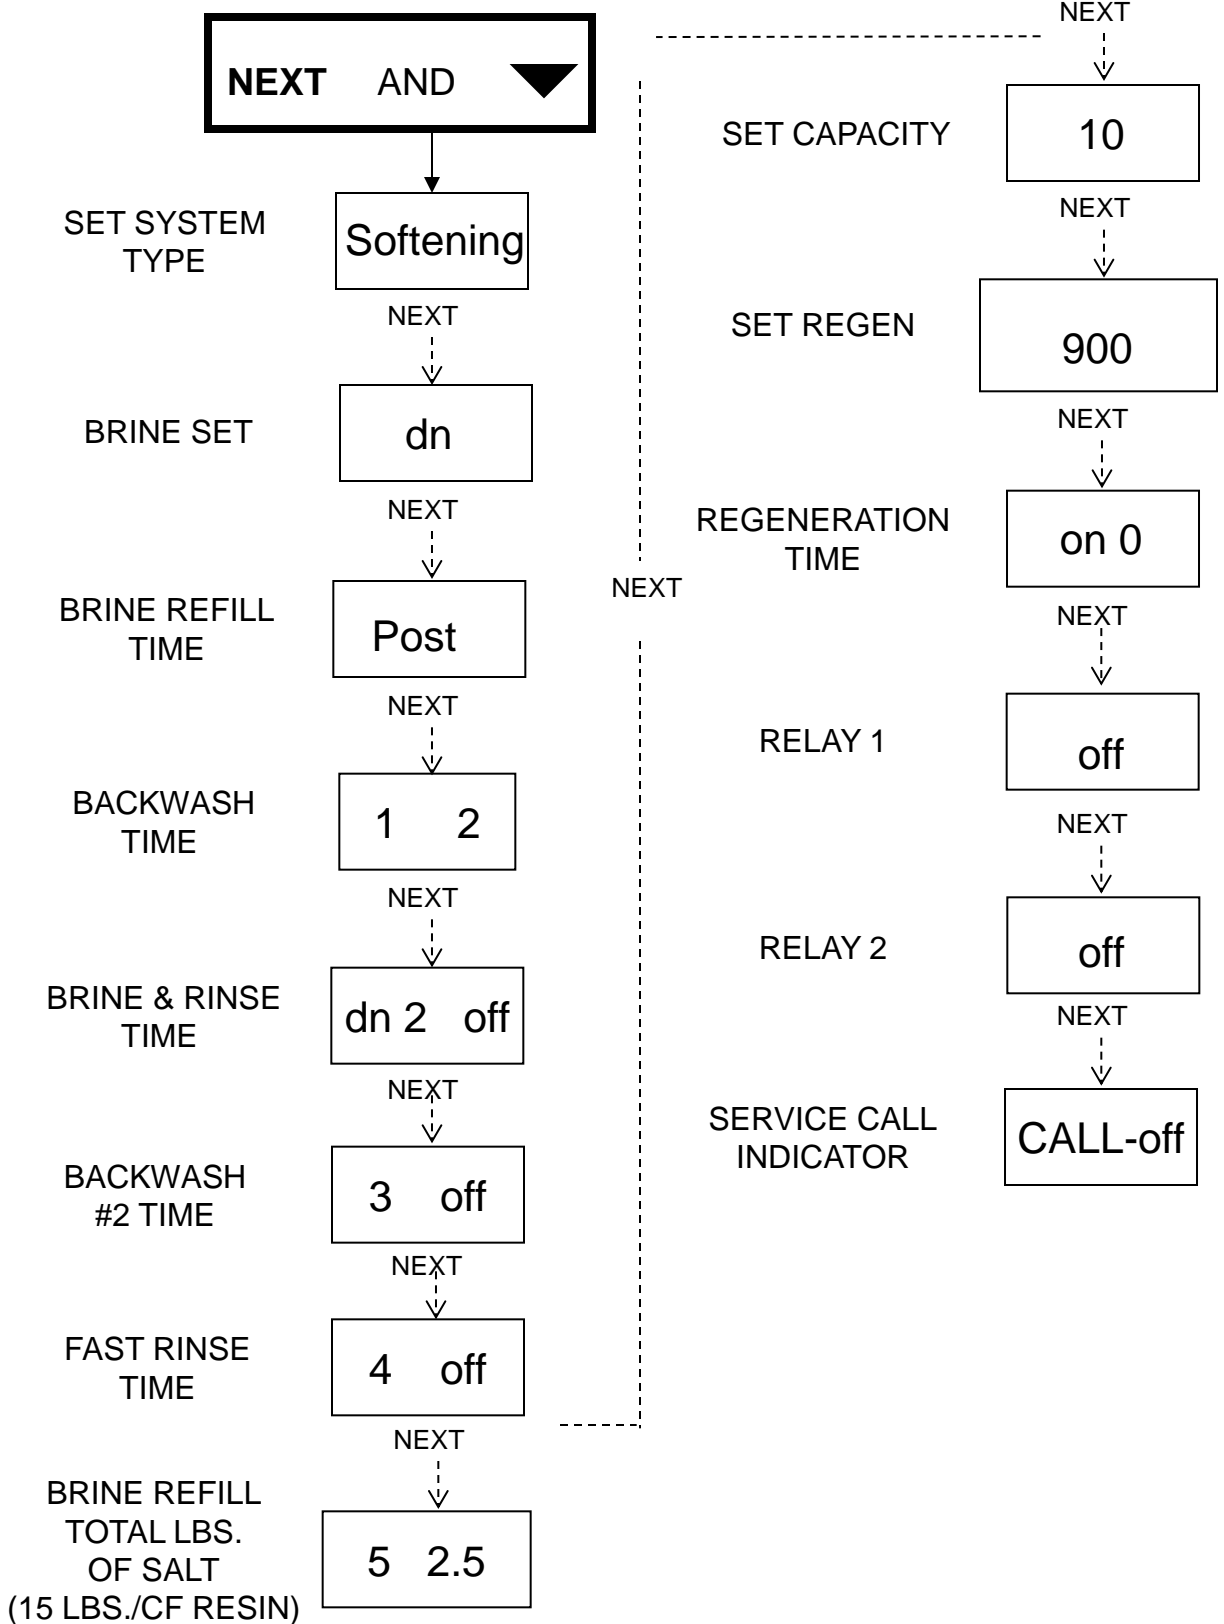 NEXT AND
SET SYSTEM
TYPE
Softening
NEXT
BRINE SET
dn
NEXT
BRINE REFILL
TIME
Post
NEXT
BACKWASH
TIME
1 2
NEXT
BRINE & RINSE
TIME
dn 2 off
NEXT
BACKWASH
#2 TIME
3 off
NEXT
FAST RINSE
TIME
4 off
NEXT
BRINE REFILL
TOTAL LBS.
OF SALT
(15 LBS./CF RESIN)
5 2.5
NEXT
NEXT
SET CAPACITY
10
NEXT
SET REGEN
900
NEXT
REGENERATION
TIME
on 0
NEXT
RELAY 1
off
NEXT
RELAY 2
off
NEXT
SERVICE CALL
INDICATOR
CALL-off